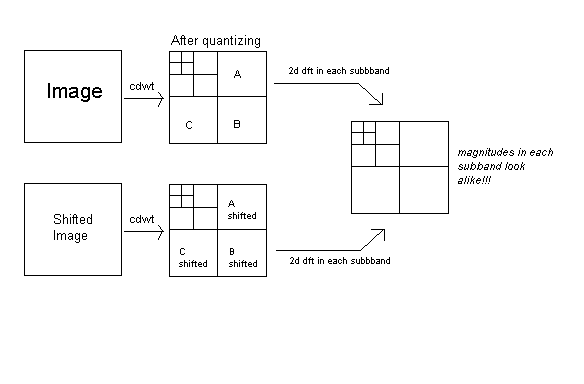 After quantizing
Image
cdwt
A
C
B
2d dft in each subbband
magnitudes in each
subband look
alike!!!
Shifted
Image
cdwt
A
shifted
C
shifted
B
shifted
2d dft in each subbband